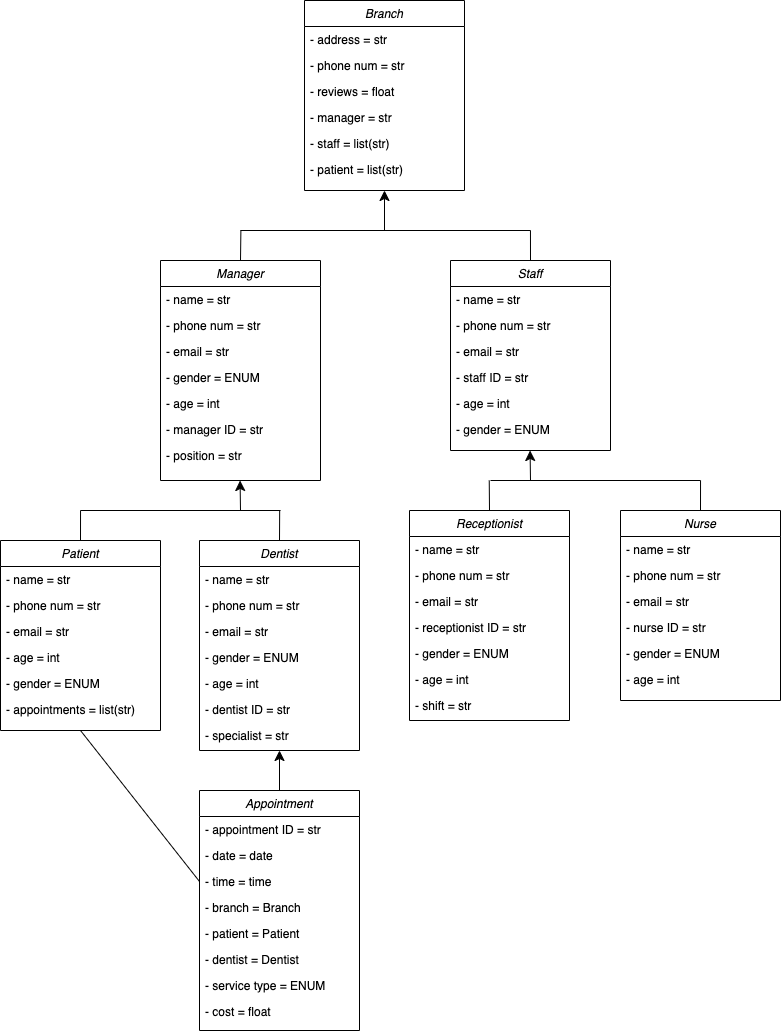 Branch
- address = str
- phone num = str
- reviews = float
- manager = str
- staff = list(str)
- patient = list(str)
Manager
- name = str
- phone num = str
- email = str
- gender = ENUM
- age = int
- manager ID = str
- position = str
Staff
- name = str
- phone num = str
- email = str
- staff ID = str
- age = int
- gender = ENUM
Patient
- name = str
- phone num = str
- email = str
- age = int
- gender = ENUM
- appointments = list(str)
Dentist
- name = str
- phone num = str
- email = str
- gender = ENUM
- age = int
- dentist ID = str
- specialist = str
Receptionist
- name = str
- phone num = str
- email = str
- receptionist ID = str
- gender = ENUM
- age = int
- shift = str
Nurse
- name = str
- phone num = str
- email = str
- nurse ID = str
- gender = ENUM
- age = int
Appointment
- appointment ID = str
- date = date
- time = time
- branch = Branch
- patient = Patient
- dentist = Dentist
- service type = ENUM
- cost = float